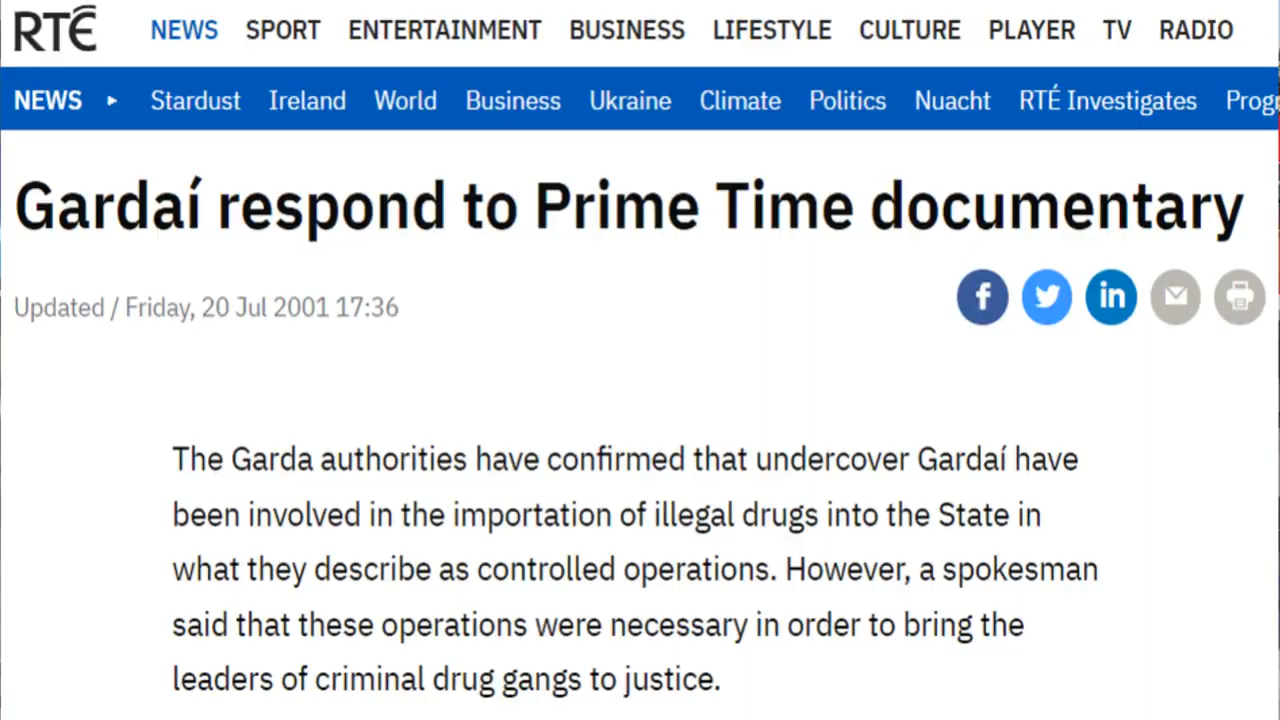 RTÉ NEWS SPORT ENTERTAINMENT BUSINESS LIFESTYLE CULTURE PLAYER TV RADIO
NEWS ▸ Stardust Ireland World Business Ukraine Climate Politics Nuacht RTÉ Investigates
Gardaí respond to Prime Time documentary
Updated / Friday, 20 Jul 2001 17:36
f in
The Garda authorities have confirmed that undercover Gardaí have
been involved in the importation of illegal drugs into the State in
what they describe as controlled operations. However, a spokesman
said that these operations were necessary in order to bring the
leaders of criminal drug gangs to justice.